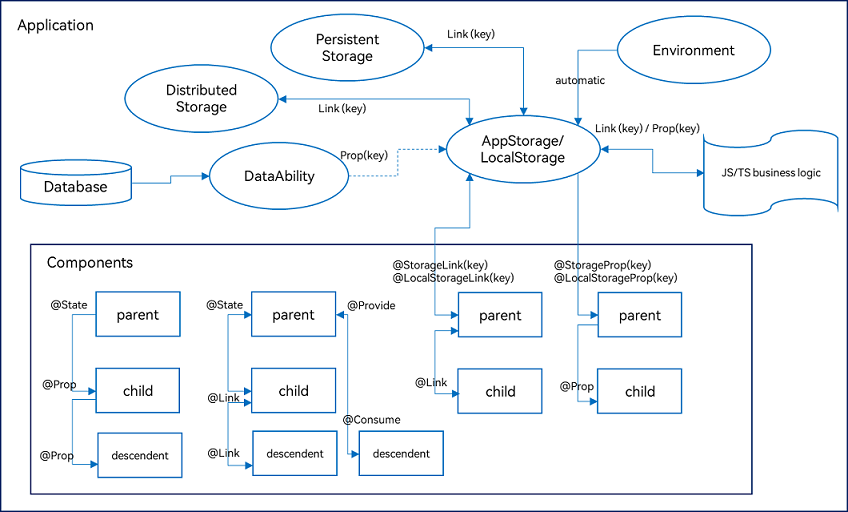 Application
Persistent
Storage
Link (key)
Environment
automatic
Distributed
Storage
Link (key)
AppStorage/
LocalStorage
Link (key) / Prop(key)
JS/TS business logic
Database
DataAbility
Prop(key)
Components
@StorageLink(key)
@LocalStorageLink(key)
@StorageProp(key)
@LocalStorageProp(key)
@State
parent
@State
parent
@Provide
parent
parent
@Prop
child
@Link
child
@Link
child
@Prop
child
@Consume
@Prop
descendent
@Link
descendent
descendent